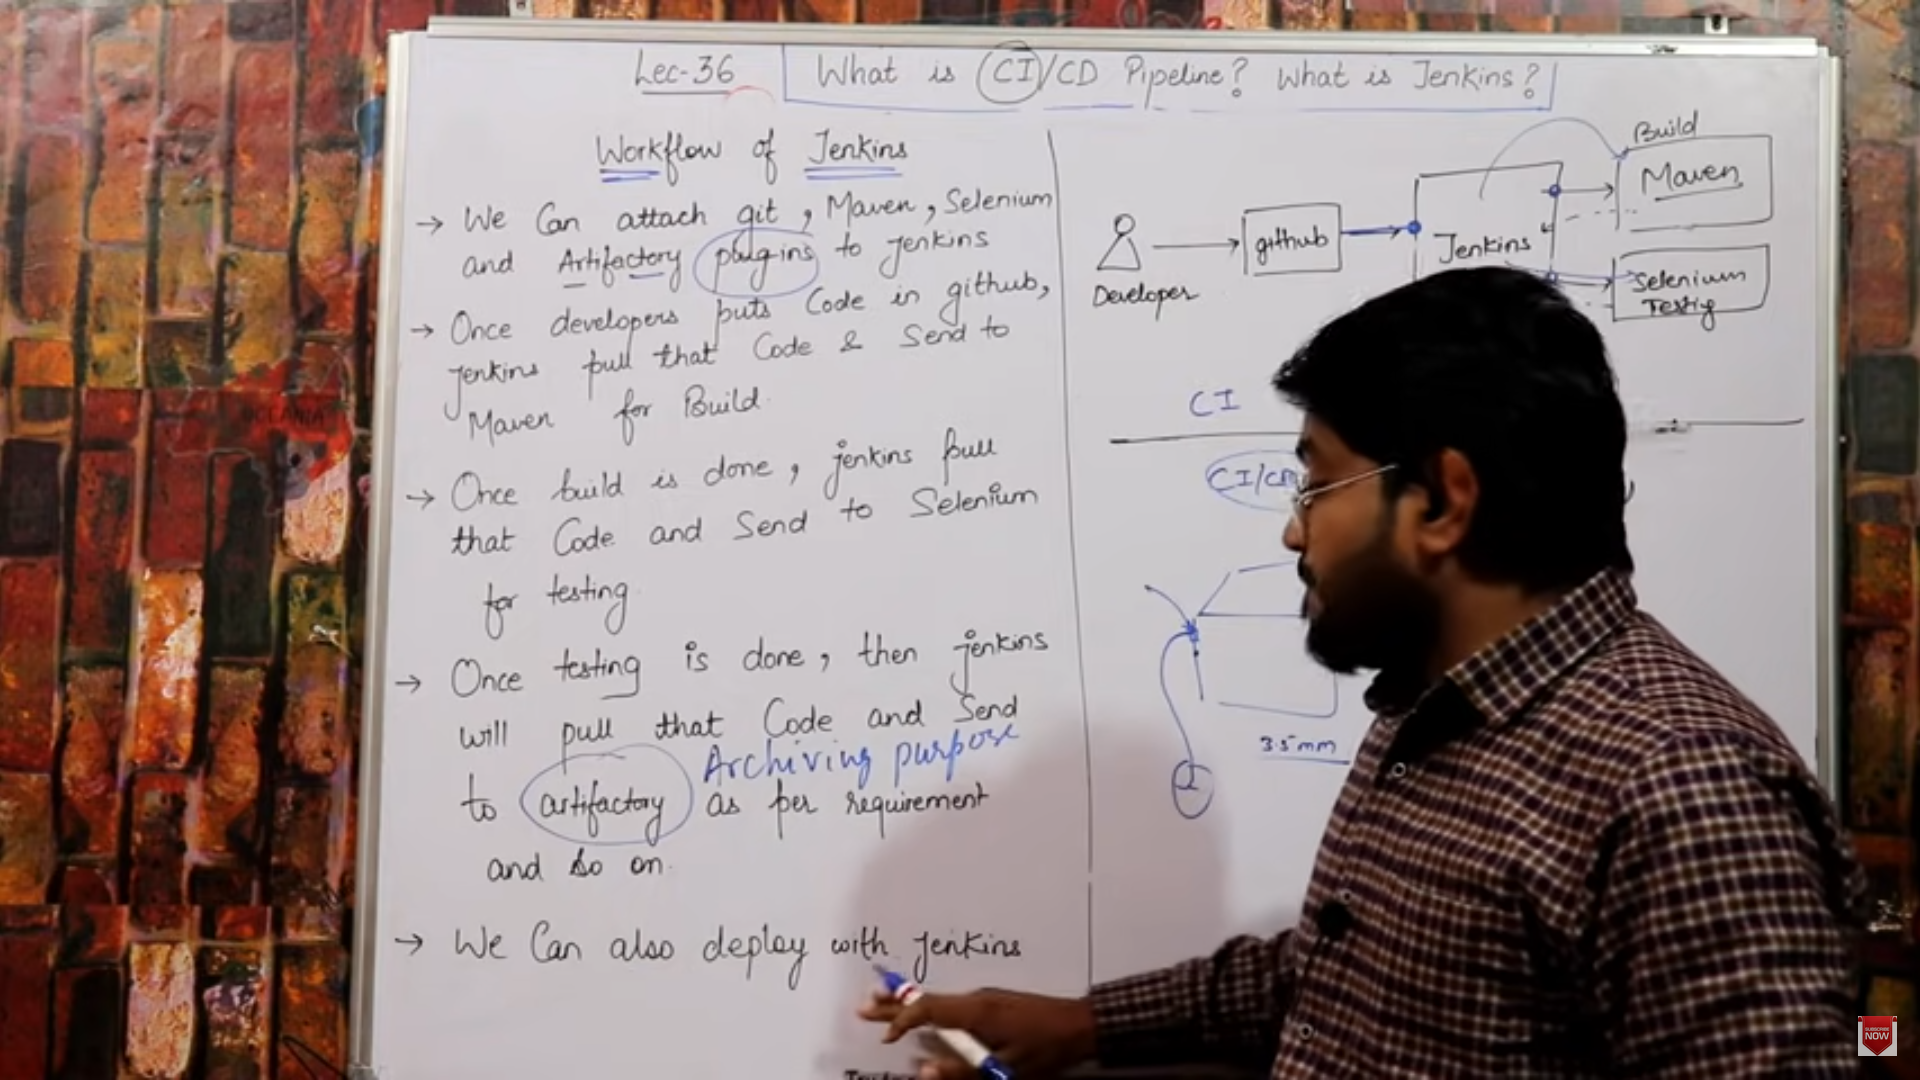 Lec-36
What is CI/CD Pipeline? What is Jenkins?
Workflow of Jenkins
→ We Can attach git, Maven, Selenium
and Artifactory plugins to jenkins
→ Once developers puts Code in github,
jenkins pull that Code & Send to
Maven for Build.
→ Once build is done, jenkins pull
that Code and Send to Selenium
for testing.
→ Once testing is done, then jenkins
will pull that Code and Send
Archiving purpose
to artifactory as per requirement
and so on.
→ We Can also deploy with jenkins
Developer
github
Jenkins
Build
Maven
Selenium
Testig
CI
3.5mm
SUBSCRIBE
NOW